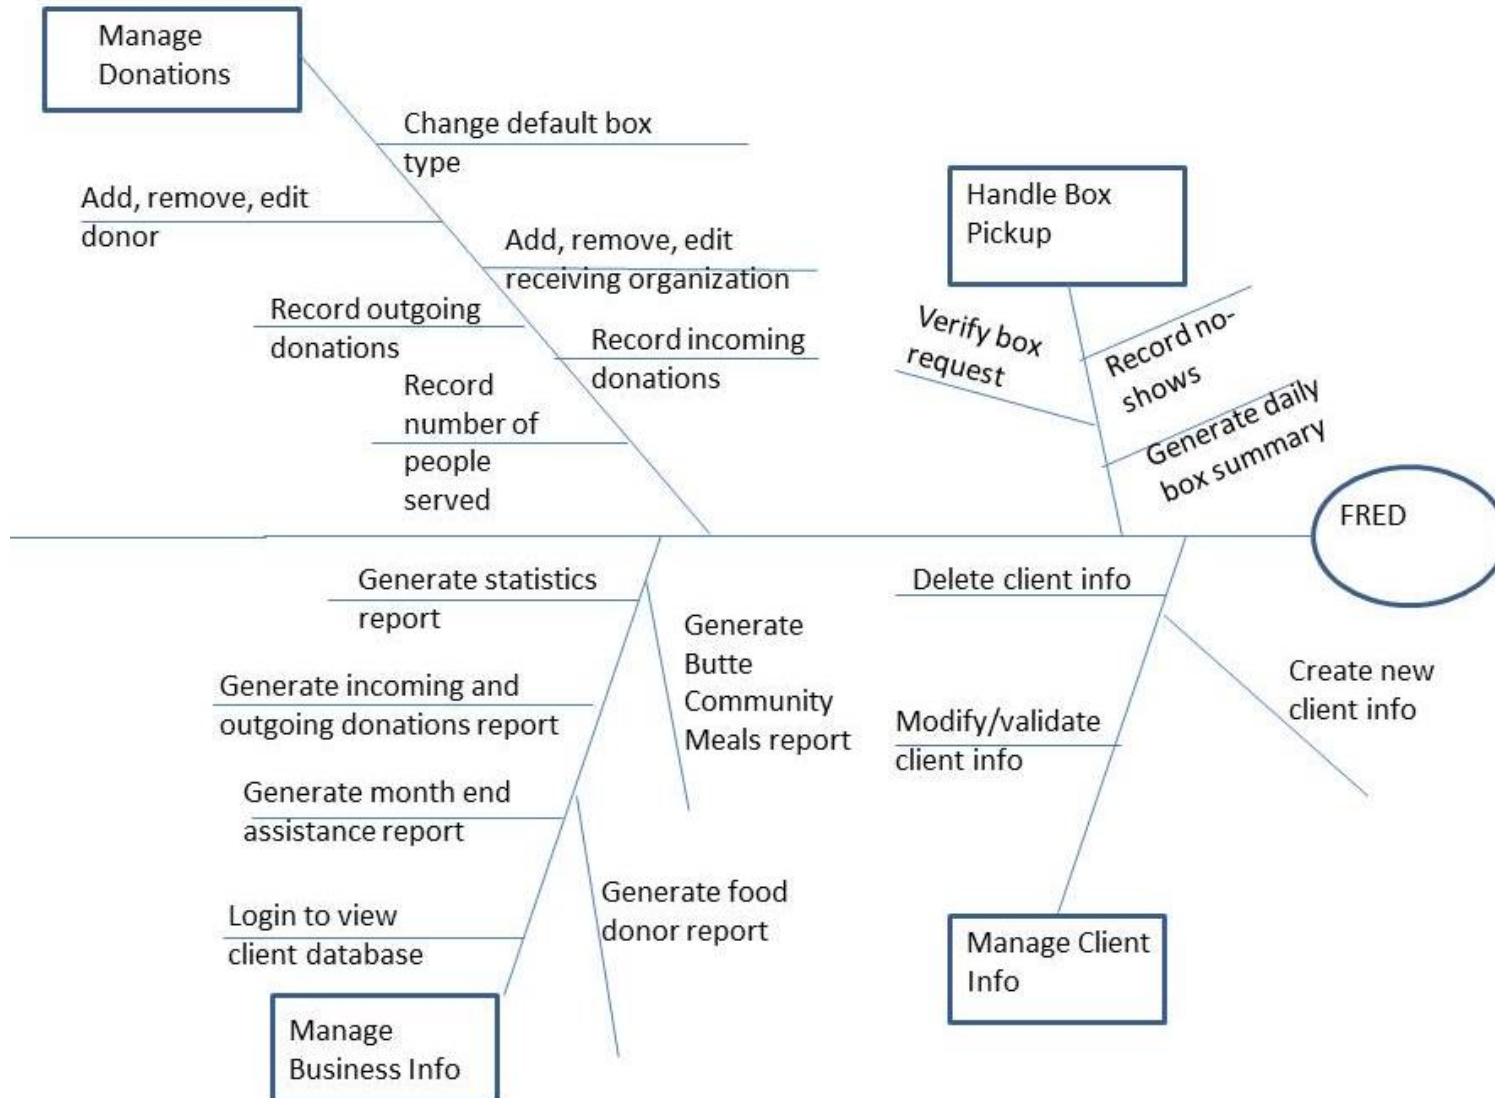 Manage
Donations
Change default box
type
Add, remove, edit
donor
Add, remove, edit
receiving organization
Record outgoing
donations
Record incoming
donations
Record
number of
people
served
Handle Box
Pickup
Verify box
request
Record no-
shows
Generate daily
box summary
FRED
Generate statistics
report
Generate
Butte
Community
Meals report
Generate incoming and
outgoing donations report
Generate month end
assistance report
Generate food
donor report
Login to view
client database
Manage
Business Info
Delete client info
Create new
client info
Modify/validate
client info
Manage Client
Info